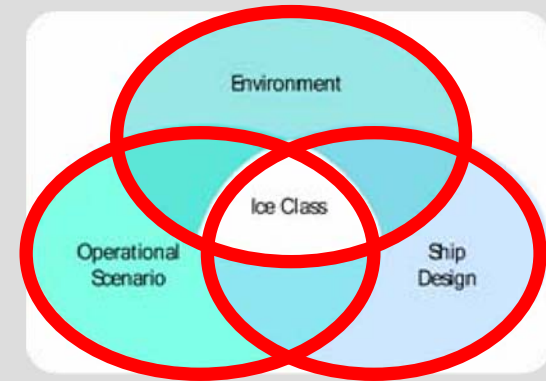 Environment
Ice Class
Operational
Scenario
Ship
Design